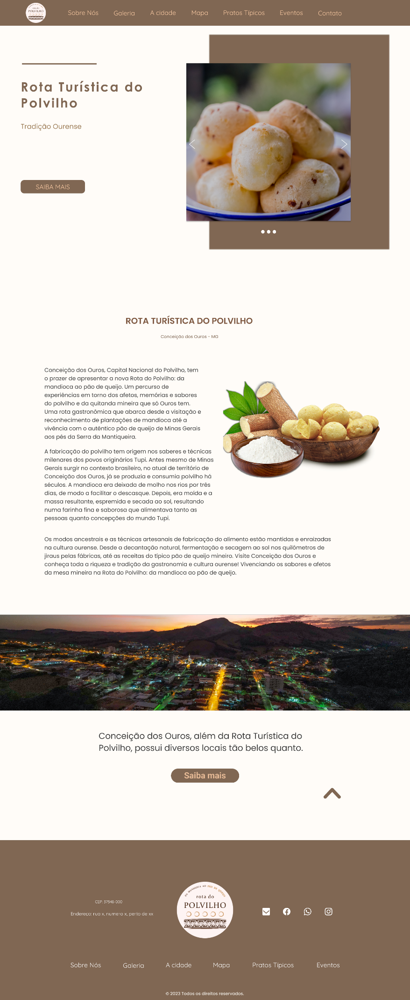 rota do
POLVILHO
Sobre Nós
Galeria
A cidade
Mapa
Pratos Típicos
Eventos
Contato
Rota Turística do
Polvilho
Tradição Ourense
SAIBA MAIS
ROTA TURÍSTICA DO POLVILHO
Conceição dos Ouros - MG
Conceição dos Ouros, Capital Nacional do Polvilho, tem
o prazer de apresentar a nova Rota do Polvilho: da
mandioca ao pão de queijo. Um percurso de
experiências em torno dos afetos, memórias e sabores
do polvilho e da quitanda mineira que só Ouros tem.
Uma rota gastronômica que abarca desde a visitação e
reconhecimento de plantações de mandioca até a
vivência com o autêntico pão de queijo de Minas Gerais
aos pés da Serra da Mantiqueira.
A fabricação do polvilho tem origem nos saberes e técnicas
milenares dos povos originários Tupi. Antes mesmo de Minas
Gerais surgir no contexto brasileiro, no atual de território de
Conceição dos Ouros, já se produzia e consumia polvilho há
séculos. A mandioca era deixada de molho nos rios por três
dias, de modo a facilitar o descasque. Depois, era moída e a
massa resultante, espremida e secada ao sol, resultando
numa farinha fina e saborosa que alimentava tanto as
pessoas quanto concepções do mundo Tupi.
Os modos ancestrais e as técnicas artesanais de fabricação do alimento estão mantidas e enraizadas
na cultura ourense. Desde a decantação natural, fermentação e secagem ao sol nos quilômetros de
jiraus pelas fábricas, até as receitas do típico pão de queijo mineiro. Visite Conceição dos Ouros e
conheça toda a riqueza e tradição da gastronomia e cultura ourense! Vivenciando os sabores e afetos
da mesa mineira na Rota do Polvilho: da mandioca ao pão de queijo.
Conceição dos Ouros, além da Rota Turística do
Polvilho, possui diversos locais tão belos quanto.
Saiba mais
CEP: 37548-000
Endereço: rua x, numero x, perto de xx
DA MANDIOCA AO PÃO DE QUEIJO
rota do
POLVILHO
Sobre Nós
Galeria
A cidade
Mapa
Pratos Típicos
Eventos
© 2023 Todos os direitos reservados.